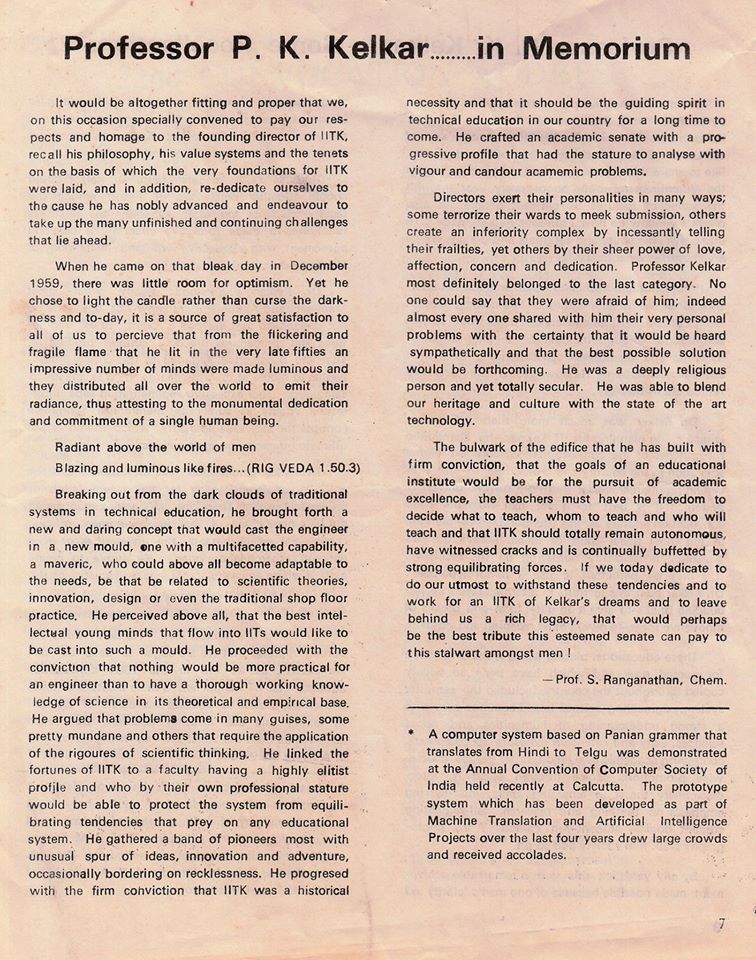 Professor P. K. Kelkar.........in Memorium
It would be altogether fitting and proper that we,
on this occasion specially convened to pay our res-
pects and homage to the founding director of IITK,
recall his philosophy, his value systems and the tenets
on the basis of which the very foundations for IITK
were laid, and in addition, re-dedicate ourselves to
the cause he has nobly advanced and endeavour to
take up the many unfinished and continuing challenges
that lie ahead.
When he came on that bleak day in December
1959, there was little room for optimism. Yet he
chose to light the candle rather than curse the dark-
ness and to-day, it is a source of great satisfaction to
all of us to percieve that from the flickering and
fragile flame that he lit in the very late fifties an
impressive number of minds were made luminous and
they distributed all over the world to emit their
radiance, thus attesting to the monumental dedication
and commitment of a single human being.
Radiant above the world of men
Blazing and luminous like fires...(RIG VEDA 1.50.3)
Breaking out from the dark clouds of traditional
systems in technical education, he brought forth a
new and daring concept that would cast the engineer
in a new mould, one with a multifacetted capability,
a maveric, who could above all become adaptable to
the needs, be that be related to scientific theories,
innovation, design or even the traditional shop floor
practice. He perceived above all, that the best intel-
lectual young minds that flow into IITs would like to
be cast into such a mould. He proceeded with the
conviction that nothing would be more practical for
an engineer than to have a thorough working know-
ledge of science in its theoretical and empirical base.
He argued that problems come in many guises, some
pretty mundane and others that require the application
of the rigoures of scientific thinking. He linked the
fortunes of IITK to a faculty having a highly elitist
profile and who by their own professional stature
would be able to protect the system from equili-
brating tendencies that prey on any educational
system. He gathered a band of pioneers most with
unusual spur of ideas, innovation and adventure,
occasionally bordering on recklessness. He progresed
with the firm conviction that IITK was a historical
necessity and that it should be the guiding spirit in
technical education in our country for a long time to
come. He crafted an academic senate with a pro-
gressive profile that had the stature to analyse with
vigour and candour acamemic problems.
Directors exert their personalities in many ways;
some terrorize their wards to meek submission, others
create an inferiority complex by incessantly telling
their frailties, yet others by their sheer power of love,
affection, concern and dedication. Professor Kelkar
most definitely belonged to the last category. No
one could say that they were afraid of him; indeed
almost every one shared with him their very personal
problems with the certainty that it would be heard
sympathetically and that the best possible solution
would be forthcoming. He was a deeply religious
person and yet totally secular. He was able to blend
our heritage and culture with the state of the art
technology.
The bulwark of the edifice that he has built with
firm conviction, that the goals of an educational
institute would be for the pursuit of academic
excellence, the teachers must have the freedom to
decide what to teach, whom to teach and who will
teach and that IITK should totally remain autonomous,
have witnessed cracks and is continually buffetted by
strong equilibrating forces. If we today dedicate to
do our utmost to withstand these tendencies and to
work for an IITK of Kelkar's dreams and to leave
behind us a rich legacy, that would perhaps
be the best tribute this esteemed senate can pay to
this stalwart amongst men !
—Prof. S. Ranganathan, Chem.
* A computer system based on Panian grammer that
translates from Hindi to Telgu was demonstrated
at the Annual Convention of Computer Society of
India held recently at Calcutta. The prototype
system which has been developed as part of
Machine Translation and Artificial Intelligence
Projects over the last four years drew large crowds
and received accolades.
7